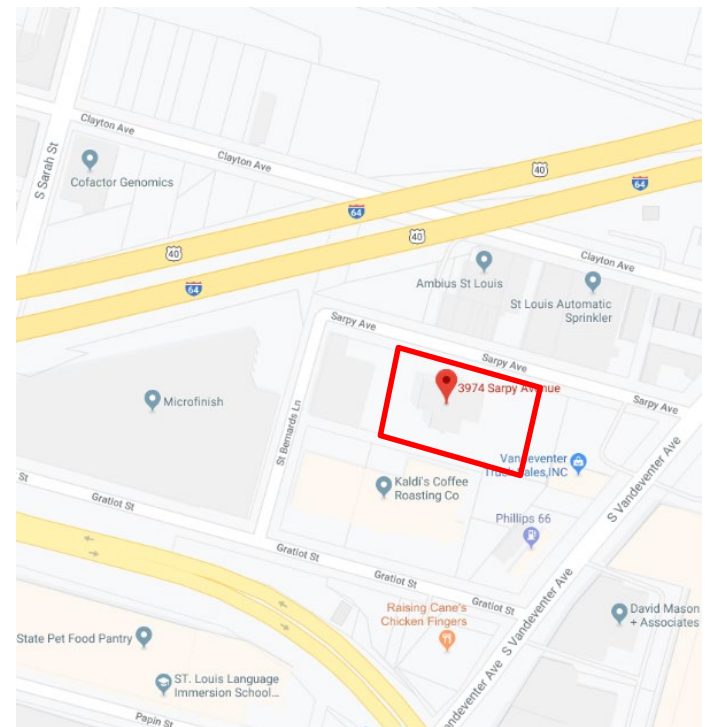 Clayton Ave
Clayton Ave
S Sarah St
Cofactor Genomics
40
64
64
40
40
64
Clayton Ave
Ambius St Louis
St Louis Automatic
Sprinkler
Sarpy Ave
Sarpy Ave
3974 Sarpy Avenue
Sarpy Ave
Microfinish
St Bernards Ln
S Vandeventer Ave
Vandeventer
Truck Sales,INC
Kaldi's Coffee
Roasting Co
St
Gratiot St
Phillips 66
Gratiot St
Gratiot St
S Vandeventer Ave
Raising Cane's
Chicken Fingers
David Mason
+ Associates
State Pet Food Pantry
ST. Louis Language
Immersion School...
Papin St
ndeventer Ave